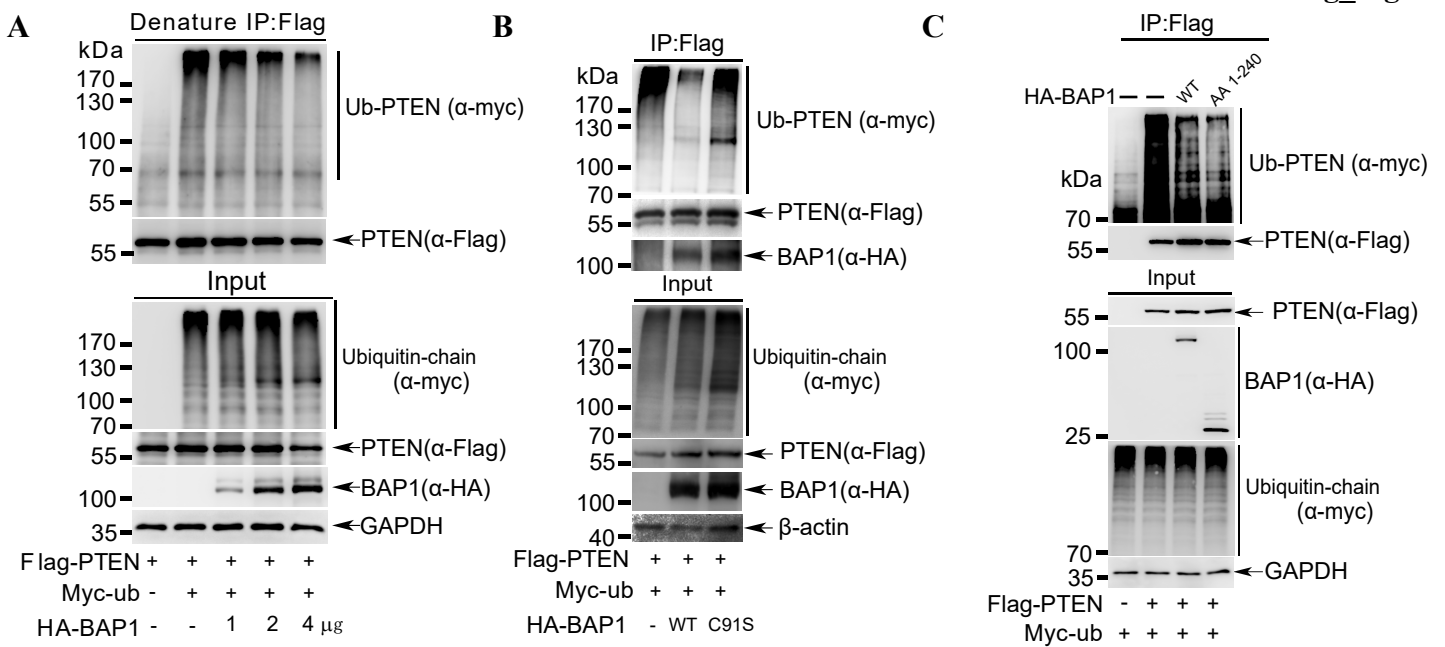 A
Denature IP:Flag
kDa
170
130
100
70
55
Ub-PTEN (α-myc)
55
PTEN(α-Flag)
Input
170
130
100
70
Ubiquitin-chain
(α-myc)
55
PTEN(α-Flag)
100
BAP1(α-HA)
35
GAPDH
Flag-PTEN + + + + +
Myc-ub - + + + +
HA-BAP1 - - 1 2 4 μg
B
IP:Flag
kDa
170
130
100
70
Ub-PTEN (α-myc)
55
PTEN(α-Flag)
100
BAP1(α-HA)
Input
170
130
100
70
Ubiquitin-chain
(α-myc)
55
PTEN(α-Flag)
100
BAP1(α-HA)
40
β-actin
Flag-PTEN + + +
Myc-ub + + +
HA-BAP1 - WT C91S
C
IP:Flag
HA-BAP1 — — WT AA 1-240
kDa
70
Ub-PTEN (α-myc)
55
PTEN(α-Flag)
Input
55
PTEN(α-Flag)
100
25
BAP1(α-HA)
Ubiquitin-chain
(α-myc)
70
35
GAPDH
Flag-PTEN - + + +
Myc-ub + + + +